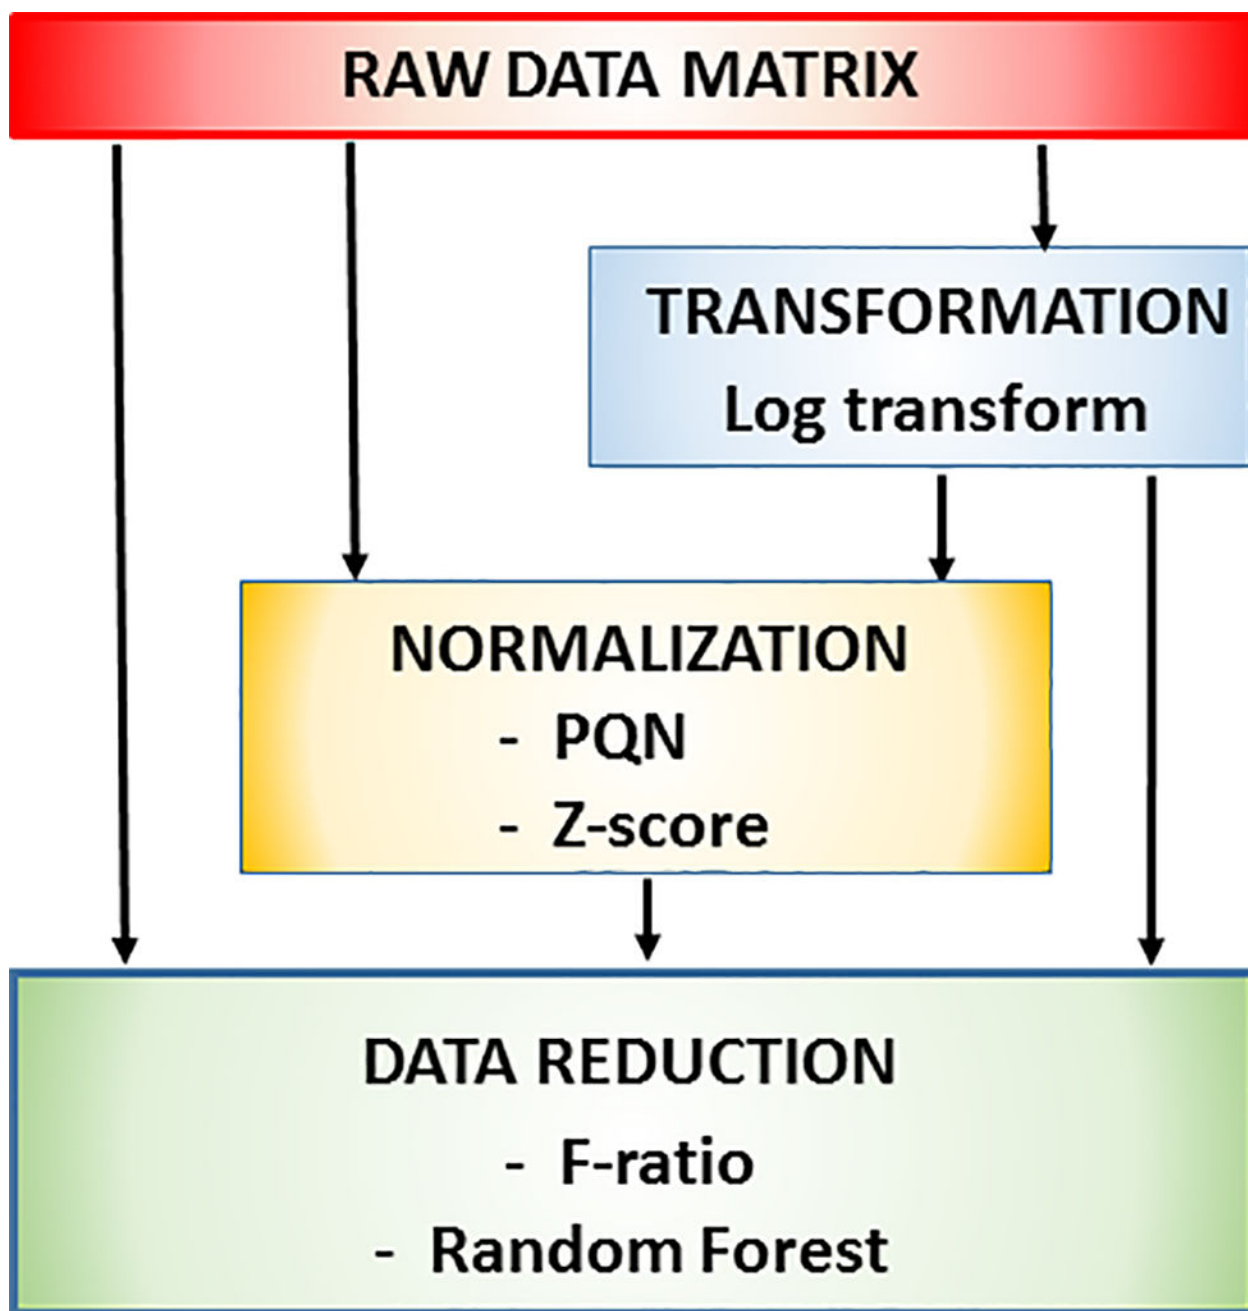 RAW DATA MATRIX
TRANSFORMATION
Log transform
NORMALIZATION
- PQN
- Z-score
DATA REDUCTION
- F-ratio
- Random Forest